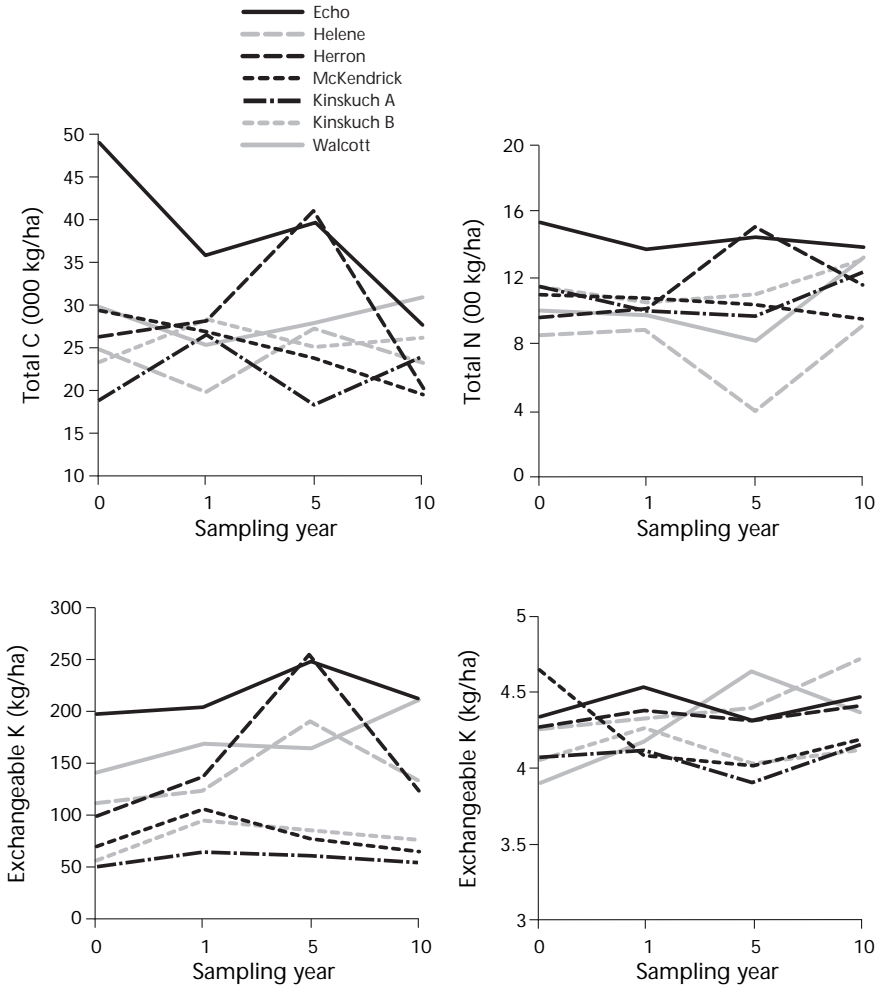 Echo
Helene
Herron
McKendrick
Kinskuch A
Kinskuch B
Walcott
Total C (000 kg/ha)
50
45
40
35
30
25
20
15
10
0 1 5 10
Sampling year
Total N (00 kg/ha)
20
16
12
8
4
0
0 1 5 10
Sampling year
Exchangeable K (kg/ha)
300
250
200
150
100
50
0
0 1 5 10
Sampling year
Exchangeable K (kg/ha)
5
4.5
4
3.5
3
0 1 5 10
Sampling year